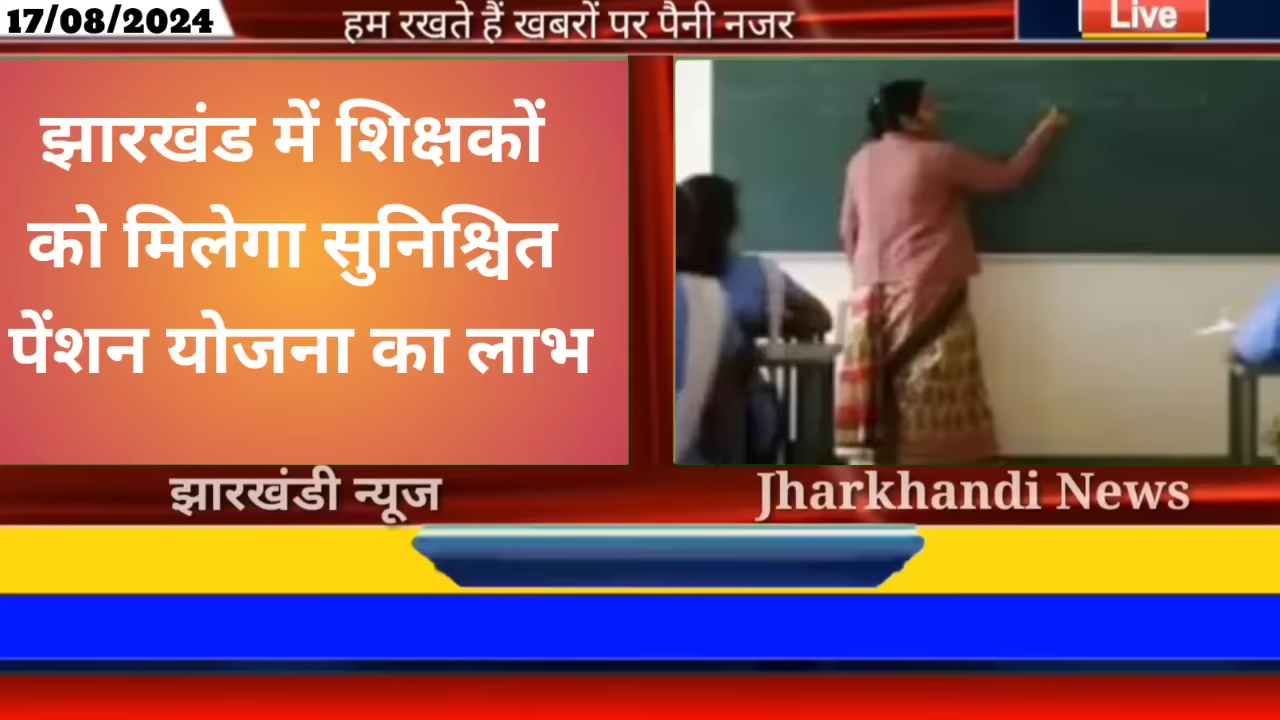 17/08/2024
हम रखते हैं खबरों पर पैनी नजर
Live
झारखंड में शिक्षकों
को मिलेगा सुनिश्चित
पेंशन योजना का लाभ
झारखंडी न्यूज
Jharkhandi News